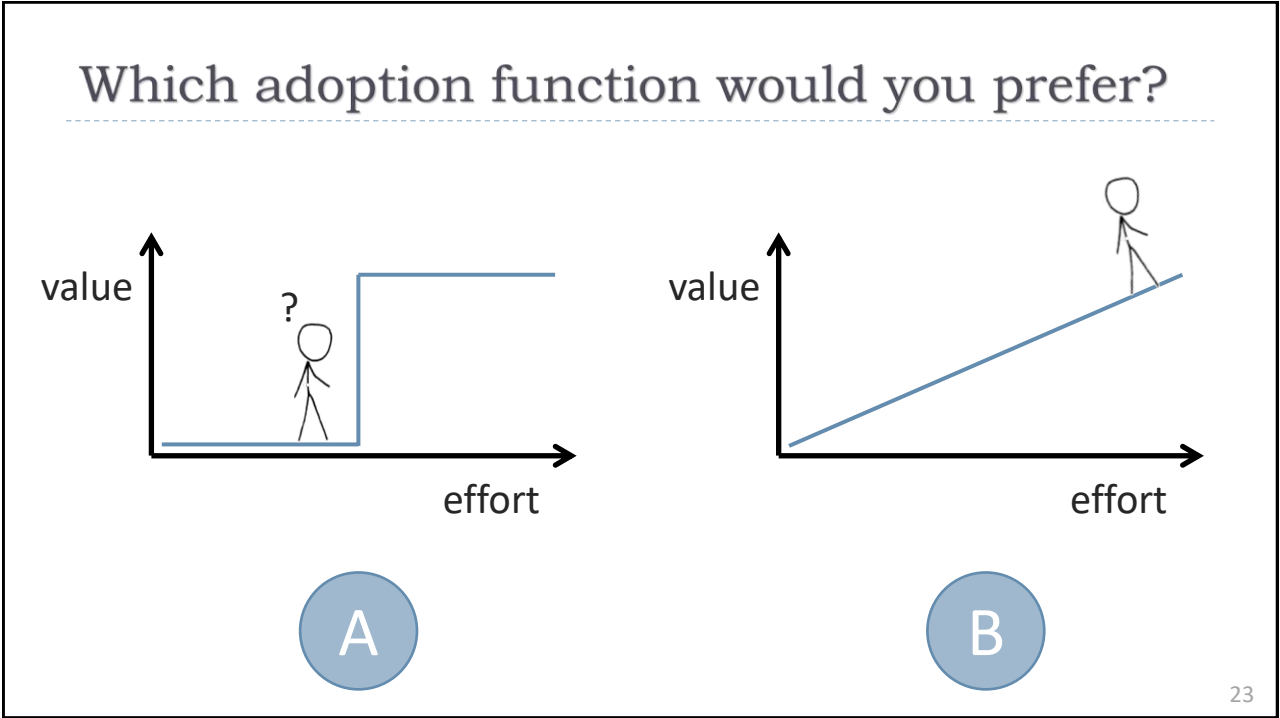 Which adoption function would you prefer?
value
?
effort
A
value
effort
B
23